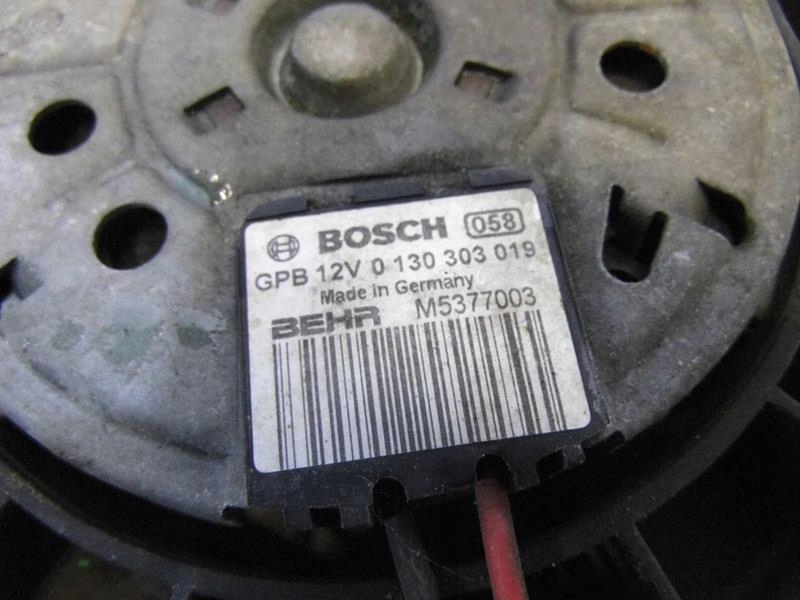 BOSCH 058
GPB 12V 0 130 303 019
Made in Germany
BEHR M5377003